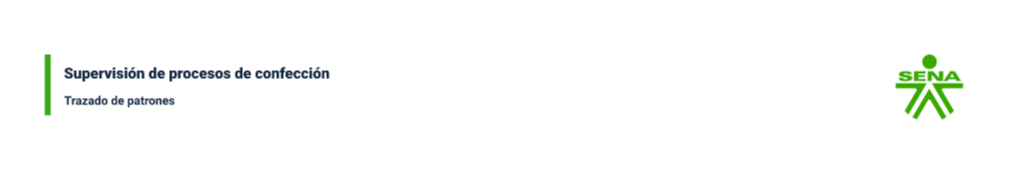 Supervisión de procesos de confección
Trazado de patrones
SENA